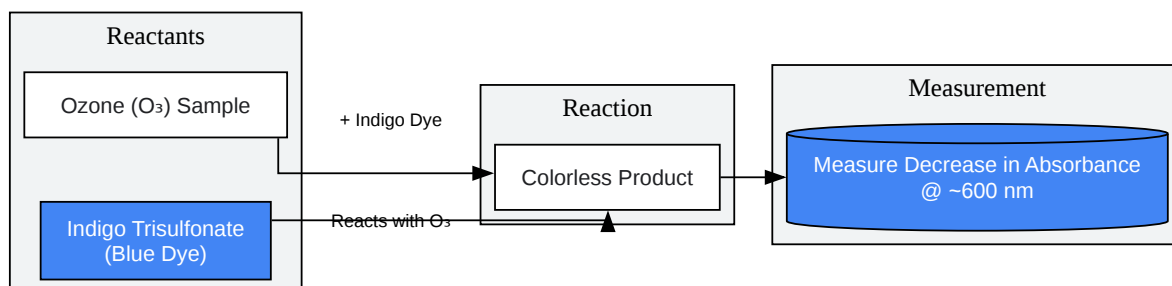 Reactants
Ozone (O₃) Sample
+ Indigo Dye
Indigo Trisulfonate
(Blue Dye)
Reacts with O₃
Reaction
Colorless Product
Measurement
Measure Decrease in Absorbance
@ ~600 nm